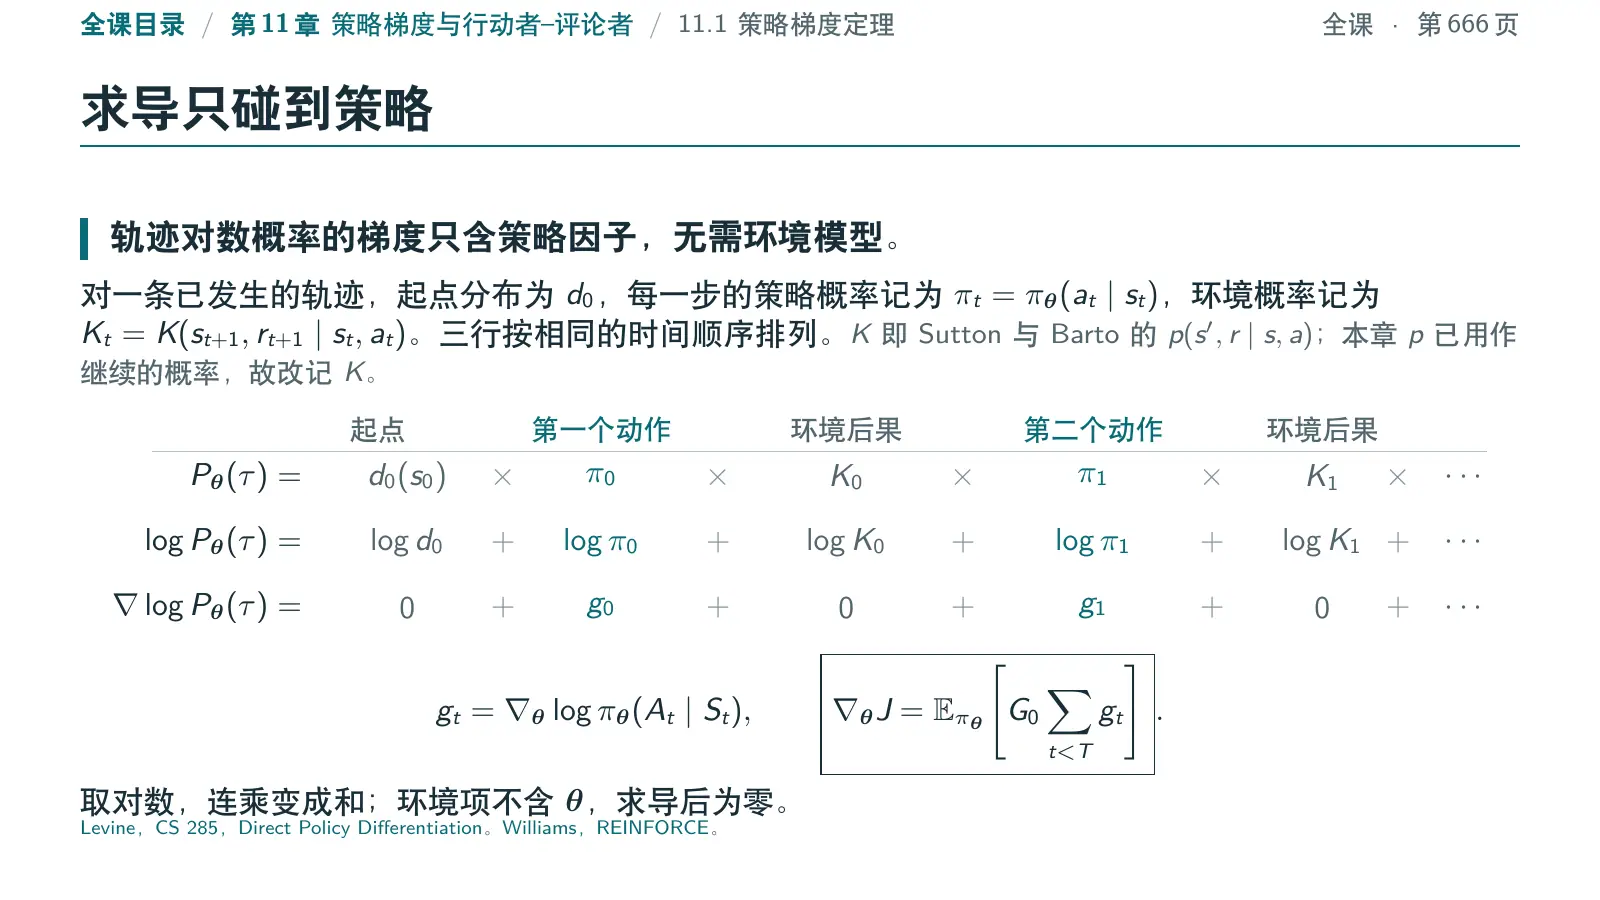 全课目录 / 第 11 章 策略梯度与行动者–评论者 / 11.1 策略梯度定理 全课 · 第 666 页
求导只碰到策略
轨迹对数概率的梯度只含策略因子，无需环境模型。
对一条已发生的轨迹，起点分布为 d₀，每一步的策略概率记为 πₜ = π_θ(aₜ | sₜ)，环境概率记为
Kₜ = K(sₜ₊₁, rₜ₊₁ | sₜ, aₜ)。三行按相同的时间顺序排列。K 即 Sutton 与 Barto 的 p(s′, r | s, a)；本章 p 已用作
继续的概率，故改记 K。
起点 第一个动作 环境后果 第二个动作 环境后果
P_θ(τ) = d₀(s₀) × π₀ × K₀ × π₁ × K₁ × ···
log P_θ(τ) = log d₀ + log π₀ + log K₀ + log π₁ + log K₁ + ···
∇ log P_θ(τ) = 0 + g₀ + 0 + g₁ + 0 + ···
gₜ = ∇_θ log π_θ(Aₜ | Sₜ), ∇_θ J = 𝔼_{π_θ} [ G₀ ∑_{t<T} gₜ ].
取对数，连乘变成和；环境项不含 θ，求导后为零。
Levine，CS 285，Direct Policy Differentiation。Williams，REINFORCE。